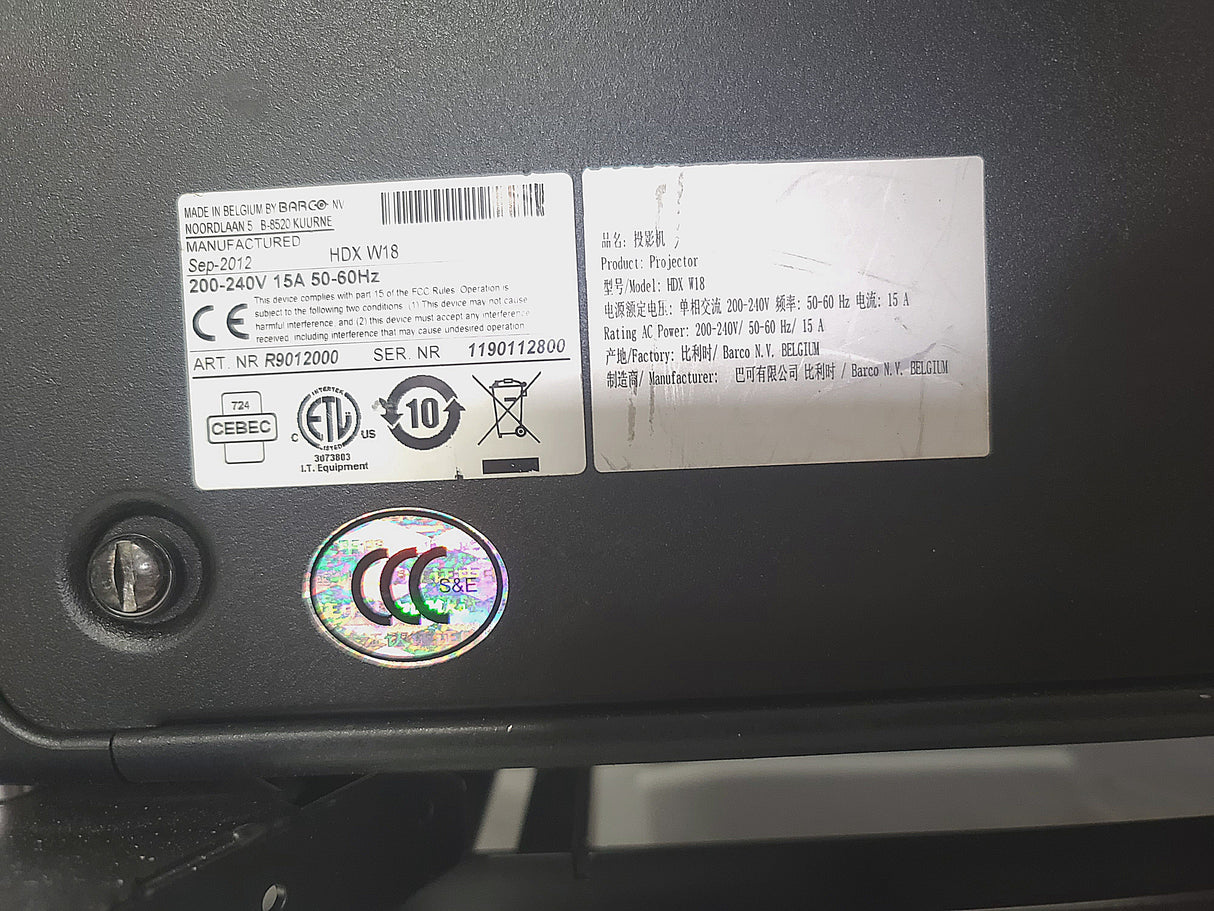 MADE IN BELGIUM BY BARCO NV
NOORDLAAN 5 B-8520 KUURNE
MANUFACTURED
Sep-2012 HDX W18
200-240V 15A 50-60Hz
CE This device complies with part 15 of the FCC Rules. Operation is
subject to the following two conditions: (1) This device may not cause
harmful interference, and (2) this device must accept any interference
received, including interference that may cause undesired operation
ART. NR R9012000 SER. NR 1190112800
724
CEBEC
INTERTEK
ETL
LISTED
C US
3073803
I.T. Equipment
10
品名: 投影机
Product: Projector
型号/Model: HDX W18
电源额定电压: 单相交流 200-240V 频率: 50-60 Hz 电流: 15 A
Rating AC Power: 200-240V/ 50-60 Hz/ 15 A
产地/Factory: 比利时/ Barco N.V. BELGIUM
制造商/ Manufacturer: 巴可有限公司 比利时 / Barco N.V. BELGIUM
CCC S&E